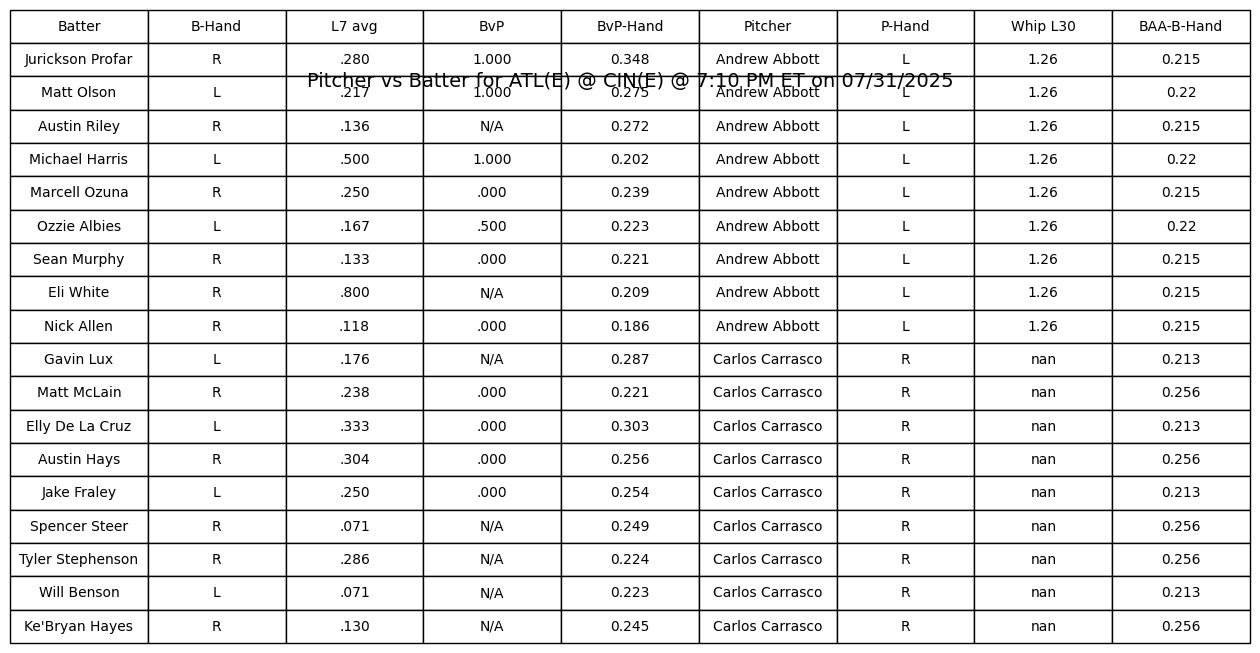 Batter B-Hand L7 avg BvP BvP-Hand Pitcher P-Hand Whip L30 BAA-B-Hand
Jurickson Profar R .280 1.000 0.348 Andrew Abbott L 1.26 0.215
Pitcher vs Batter for ATL(E) @ CIN(E) @ 7:10 PM ET on 07/31/2025
Matt Olson L .217 1.000 0.275 Andrew Abbott L 1.26 0.22
Austin Riley R .136 N/A 0.272 Andrew Abbott L 1.26 0.215
Michael Harris L .500 1.000 0.202 Andrew Abbott L 1.26 0.22
Marcell Ozuna R .250 .000 0.239 Andrew Abbott L 1.26 0.215
Ozzie Albies L .167 .500 0.223 Andrew Abbott L 1.26 0.22
Sean Murphy R .133 .000 0.221 Andrew Abbott L 1.26 0.215
Eli White R .800 N/A 0.209 Andrew Abbott L 1.26 0.215
Nick Allen R .118 .000 0.186 Andrew Abbott L 1.26 0.215
Gavin Lux L .176 N/A 0.287 Carlos Carrasco R nan 0.213
Matt McLain R .238 .000 0.221 Carlos Carrasco R nan 0.256
Elly De La Cruz L .333 .000 0.303 Carlos Carrasco R nan 0.213
Austin Hays R .304 .000 0.256 Carlos Carrasco R nan 0.256
Jake Fraley L .250 .000 0.254 Carlos Carrasco R nan 0.213
Spencer Steer R .071 N/A 0.249 Carlos Carrasco R nan 0.256
Tyler Stephenson R .286 N/A 0.224 Carlos Carrasco R nan 0.256
Will Benson L .071 N/A 0.223 Carlos Carrasco R nan 0.213
Ke'Bryan Hayes R .130 N/A 0.245 Carlos Carrasco R nan 0.256